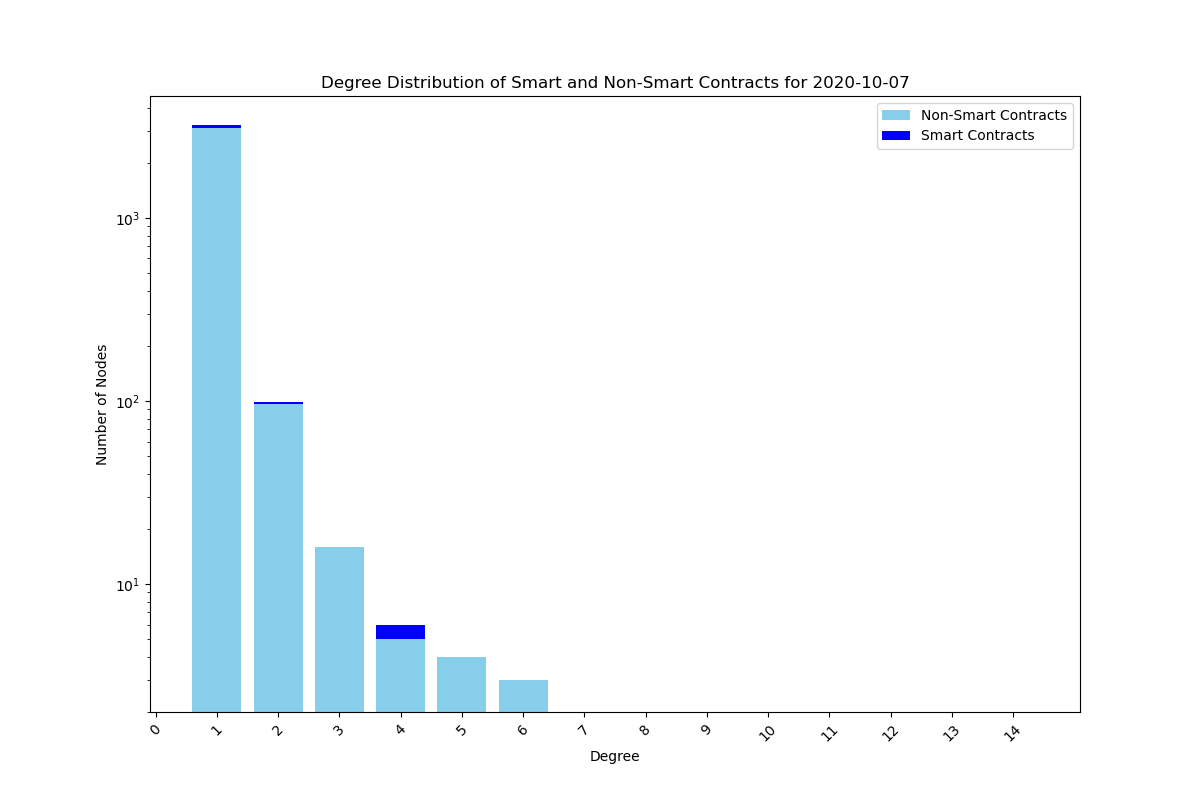 Degree Distribution of Smart and Non-Smart Contracts for 2020-10-07
Non-Smart Contracts
Smart Contracts
Number of Nodes
10³
10²
10¹
0 1 2 3 4 5 6 7 8 9 10 11 12 13 14
Degree